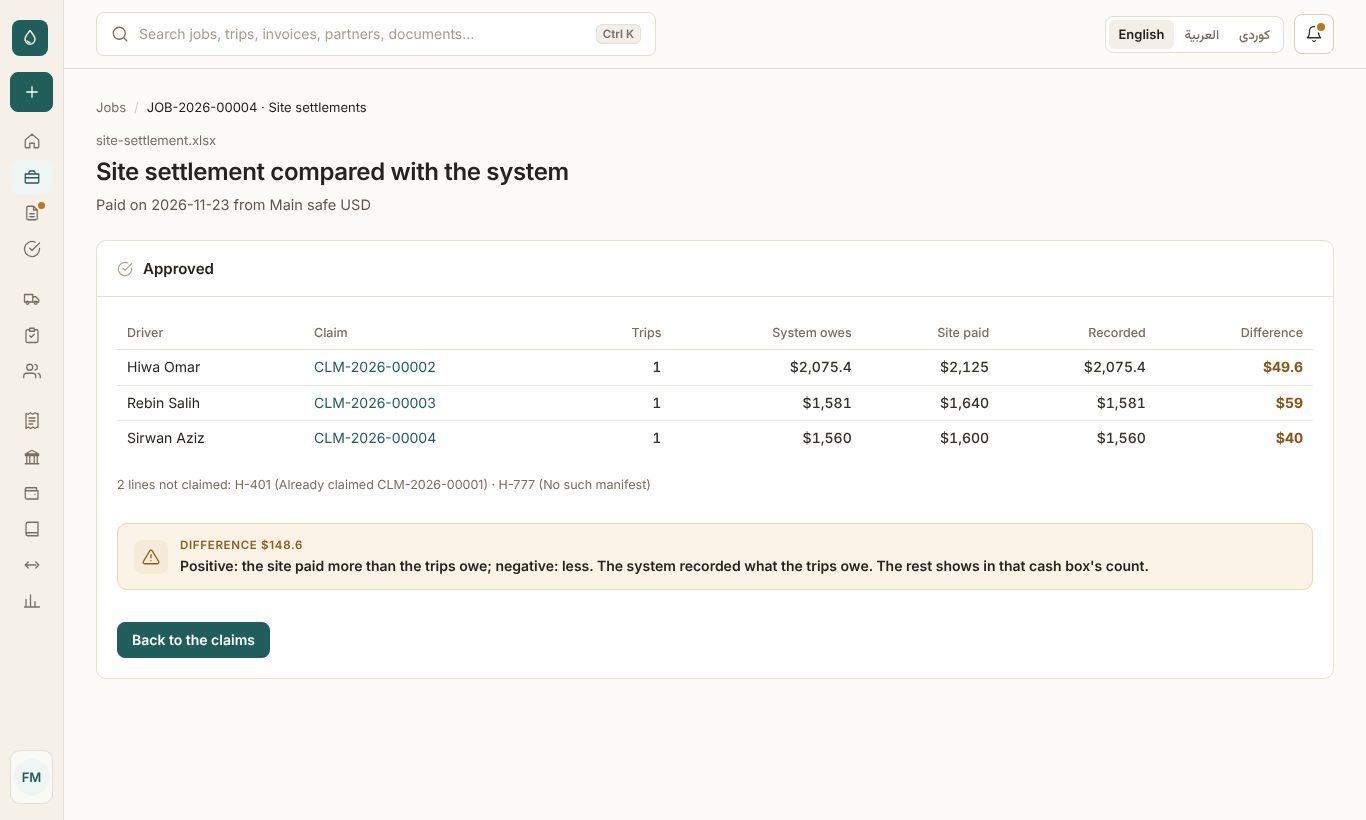 Search jobs, trips, invoices, partners, documents... Ctrl K English العربية كوردی
Jobs / JOB-2026-00004 · Site settlements
site-settlement.xlsx
Site settlement compared with the system
Paid on 2026-11-23 from Main safe USD
Approved
Driver Claim Trips System owes Site paid Recorded Difference
Hiwa Omar CLM-2026-00002 1 $2,075.4 $2,125 $2,075.4 $49.6
Rebin Salih CLM-2026-00003 1 $1,581 $1,640 $1,581 $59
Sirwan Aziz CLM-2026-00004 1 $1,560 $1,600 $1,560 $40
2 lines not claimed: H-401 (Already claimed CLM-2026-00001) · H-777 (No such manifest)
DIFFERENCE $148.6
Positive: the site paid more than the trips owe; negative: less. The system recorded what the trips owe. The rest shows in that cash box's count.
Back to the claims
FM